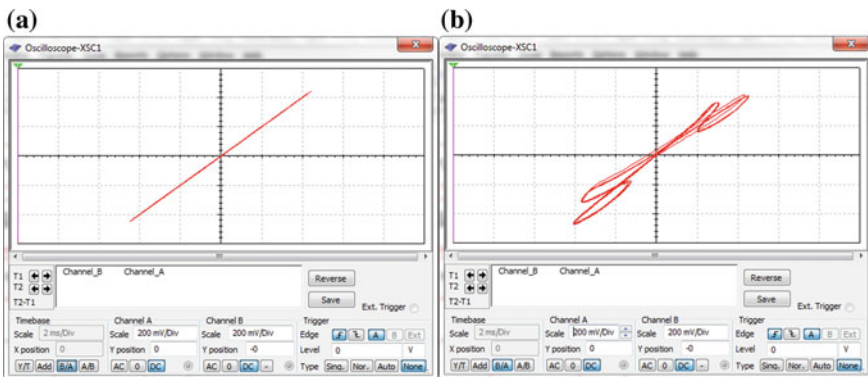 (a)
(b)
Oscilloscope-XSC1
T1
T2
T2-T1
Channel_B Channel_A
Reverse
Save
Ext. Trigger
Timebase
Scale 2 ms/Div
X position 0
Y/T Add B/A A/B
Channel A
Scale 200 mV/Div
Y position 0
AC 0 DC
Channel B
Scale 200 mV/Div
Y position -0
AC 0 DC -
Trigger
Edge A B Ext
Level 0 V
Type Sing. Nor. Auto None
Oscilloscope-XSC1
T1
T2
T2-T1
Channel_B Channel_A
Reverse
Save
Ext. Trigger
Timebase
Scale 2 ms/Div
X position 0
Y/T Add B/A A/B
Channel A
Scale 200 mV/Div
Y position 0
AC 0 DC
Channel B
Scale 200 mV/Div
Y position -0
AC 0 DC -
Trigger
Edge A B Ext
Level 0 V
Type Sing. Nor. Auto None